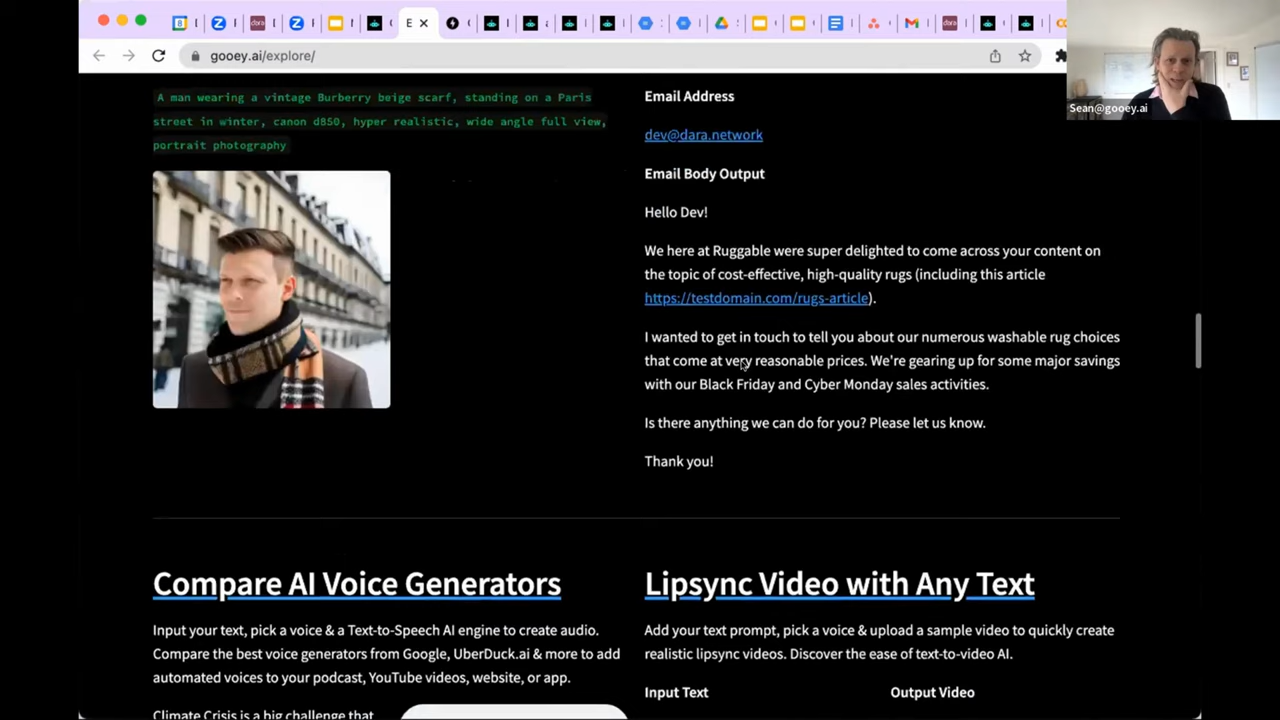 gooey.ai/explore/
Sean@gooey.ai
A man wearing a vintage Burberry beige scarf, standing on a Paris
street in winter, canon d850, hyper realistic, wide angle full view,
portrait photography
Email Address
dev@dara.network
Email Body Output
Hello Dev!
We here at Ruggable were super delighted to come across your content on
the topic of cost-effective, high-quality rugs (including this article
https://testdomain.com/rugs-article).
I wanted to get in touch to tell you about our numerous washable rug choices
that come at very reasonable prices. We're gearing up for some major savings
with our Black Friday and Cyber Monday sales activities.
Is there anything we can do for you? Please let us know.
Thank you!
Compare AI Voice Generators
Input your text, pick a voice & a Text-to-Speech AI engine to create audio.
Compare the best voice generators from Google, UberDuck.ai & more to add
automated voices to your podcast, YouTube videos, website, or app.
Climate Crisis is a big challenge that
Lipsync Video with Any Text
Add your text prompt, pick a voice & upload a sample video to quickly create
realistic lipsync videos. Discover the ease of text-to-video AI.
Input Text
Output Video